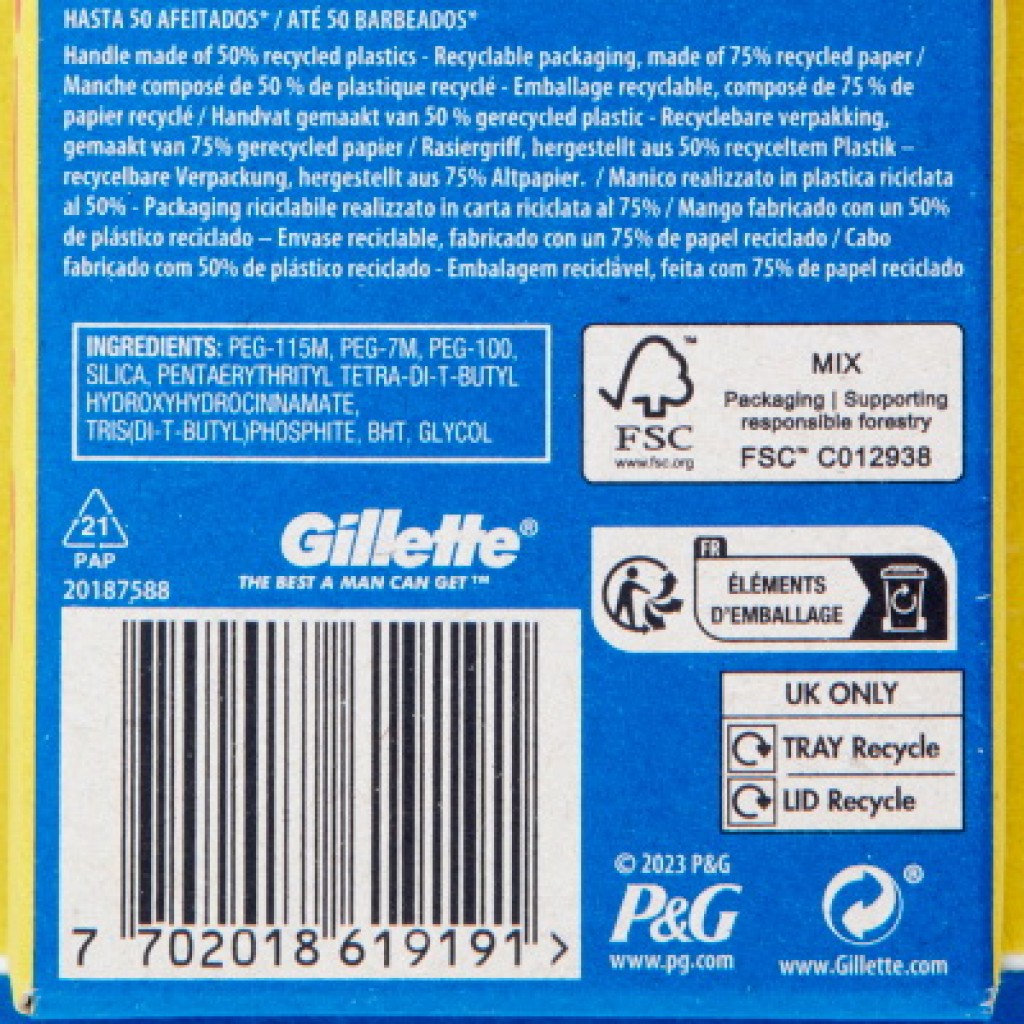 HASTA 50 AFEITADOS* / ATÉ 50 BARBEADOS*
Handle made of 50% recycled plastics - Recyclable packaging, made of 75% recycled paper /
Manche composé de 50 % de plastique recyclé - Emballage recyclable, composé de 75 % de
papier recyclé / Handvat gemaakt van 50 % gerecycled plastic - Recyclebare verpakking,
gemaakt van 75% gerecycled papier / Rasiergriff, hergestellt aus 50% recyceltem Plastik –
recycelbare Verpackung, hergestellt aus 75% Altpapier. / Manico realizzato in plastica riciclata
al 50% - Packaging riciclabile realizzato in carta riciclata al 75% / Mango fabricado con un 50%
de plástico reciclado – Envase reciclable, fabricado con un 75% de papel reciclado / Cabo
fabricado com 50% de plástico reciclado - Embalagem reciclável, feita com 75% de papel reciclado
INGREDIENTS: PEG-115M, PEG-7M, PEG-100,
SILICA, PENTAERYTHRITYL TETRA-DI-T-BUTYL
HYDROXYHYDROCINNAMATE,
TRIS(DI-T-BUTYL)PHOSPHITE, BHT, GLYCOL
FSC
www.fsc.org
™
MIX
Packaging | Supporting
responsible forestry
FSC™ C012938
21
PAP
20187588
Gillette®
THE BEST A MAN CAN GET™
FR
ÉLÉMENTS
D'EMBALLAGE
UK ONLY
TRAY Recycle
LID Recycle
7 702018 619191 >
© 2023 P&G
P&G
www.pg.com
®
www.Gillette.com